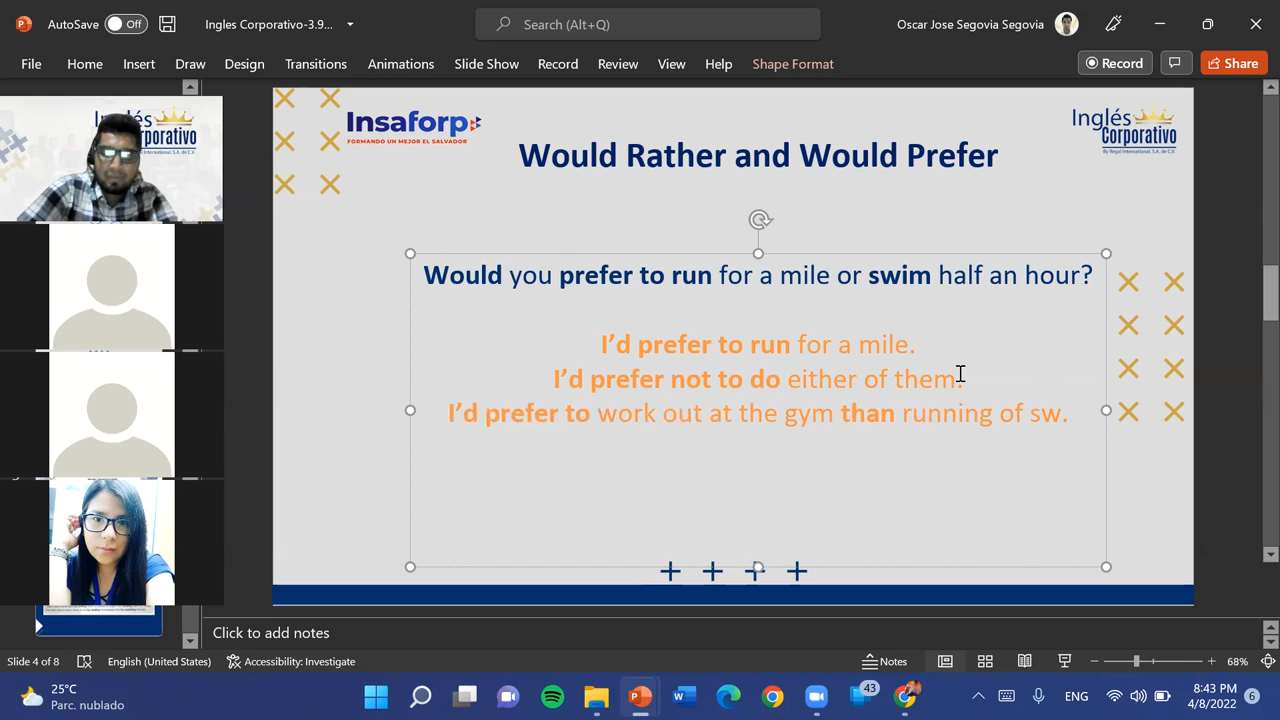 AutoSave Off Ingles Corporativo-3.9... Search (Alt+Q) Oscar Jose Segovia Segovia
File Home Insert Draw Design Transitions Animations Slide Show Record Review View Help Shape Format Record Share
Insaforp
FORMANDO UN MEJOR EL SALVADOR
Inglés
Corporativo
By Regal International, S.A. de C.V.
Would Rather and Would Prefer
Would you prefer to run for a mile or swim half an hour?
I'd prefer to run for a mile.
I'd prefer not to do either of them.
I'd prefer to work out at the gym than running of sw.
Click to add notes
Slide 4 of 8 English (United States) Accessibility: Investigate Notes 68%
25°C
Parc. nublado
43
ENG
8:43 PM
4/8/2022
6